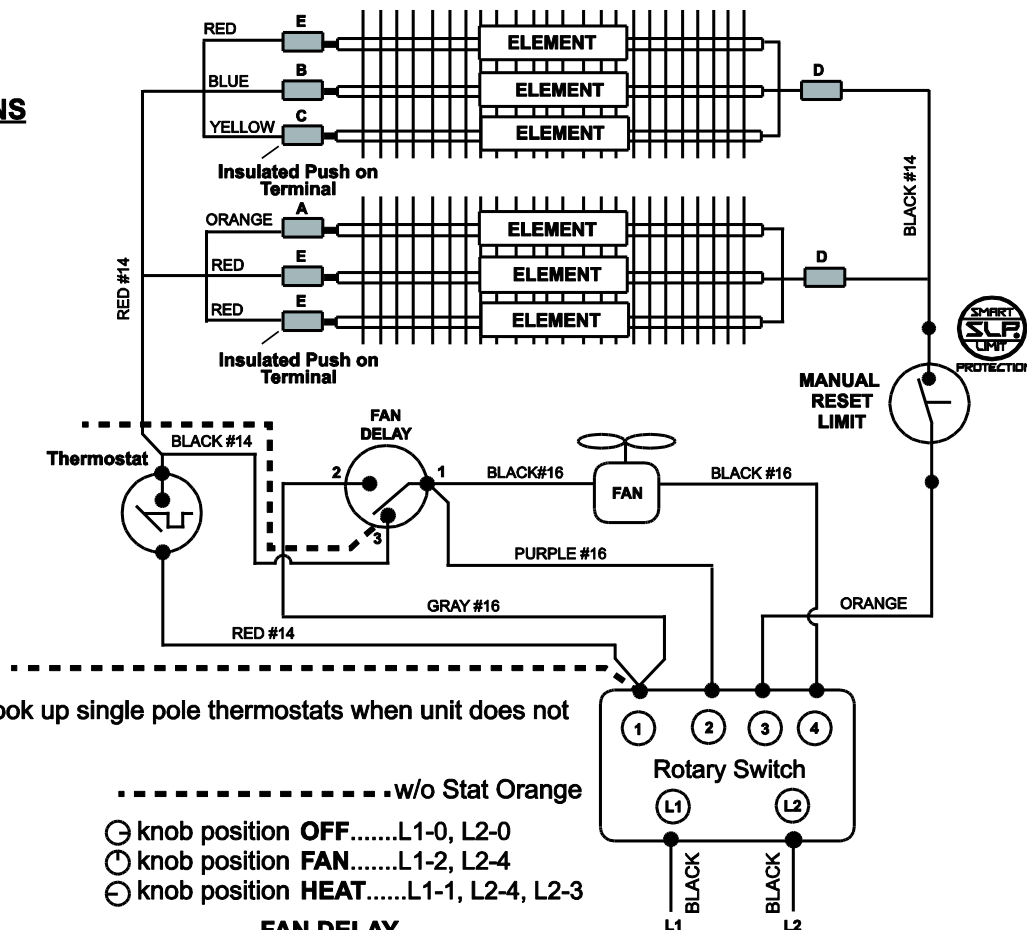 NS
RED
E
ELEMENT
BLUE
B
ELEMENT
D
YELLOW
C
ELEMENT
Insulated Push on
Terminal
BLACK #14
ORANGE
A
ELEMENT
RED
E
ELEMENT
D
RED
E
ELEMENT
RED #14
Insulated Push on
Terminal
SMART
SLP.
LIMIT
PROTECTION
MANUAL
RESET
LIMIT
FAN
DELAY
BLACK #14
Thermostat
2
1
3
BLACK#16
FAN
BLACK #16
PURPLE #16
GRAY #16
ORANGE
RED #14
ook up single pole thermostats when unit does not
1
2
3
4
Rotary Switch
L1
L2
w/o Stat Orange
knob position OFF.......L1-0, L2-0
knob position FAN.......L1-2, L2-4
knob position HEAT......L1-1, L2-4, L2-3
BLACK
BLACK
L1
L2
FAN DELAY